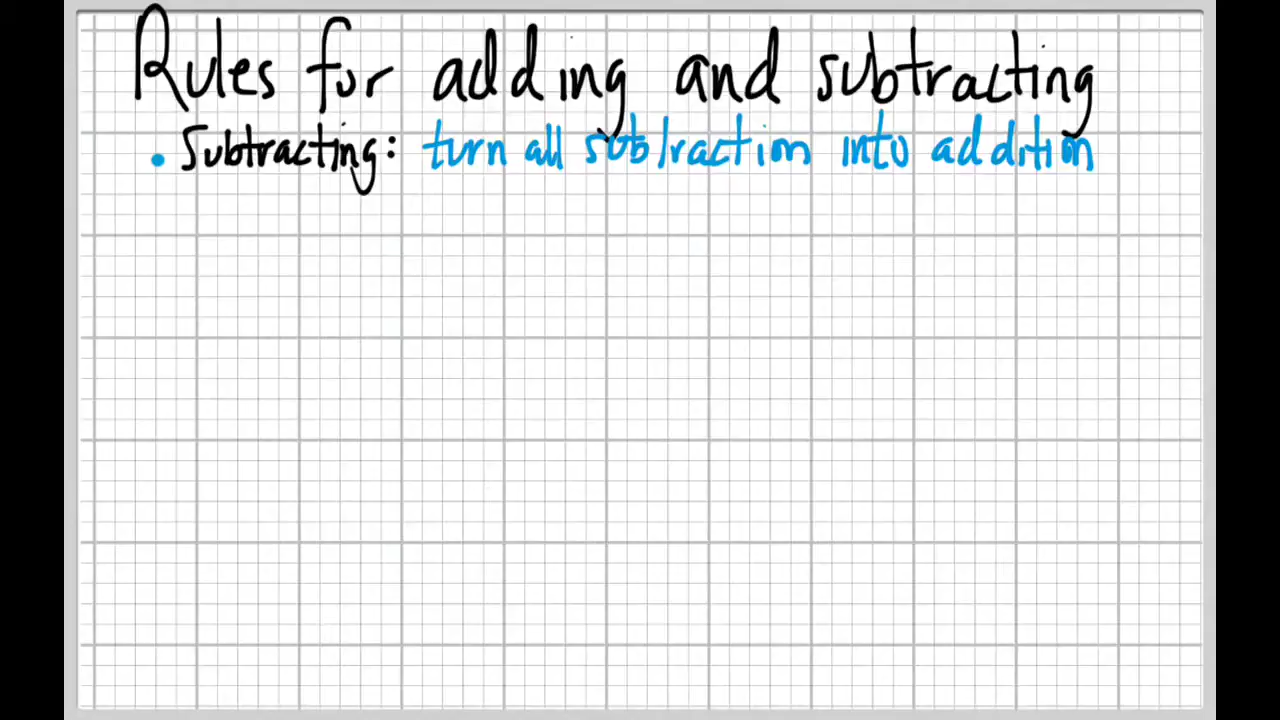 Rules for adding and subtracting
• Subtracting: turn all subtraction into addition